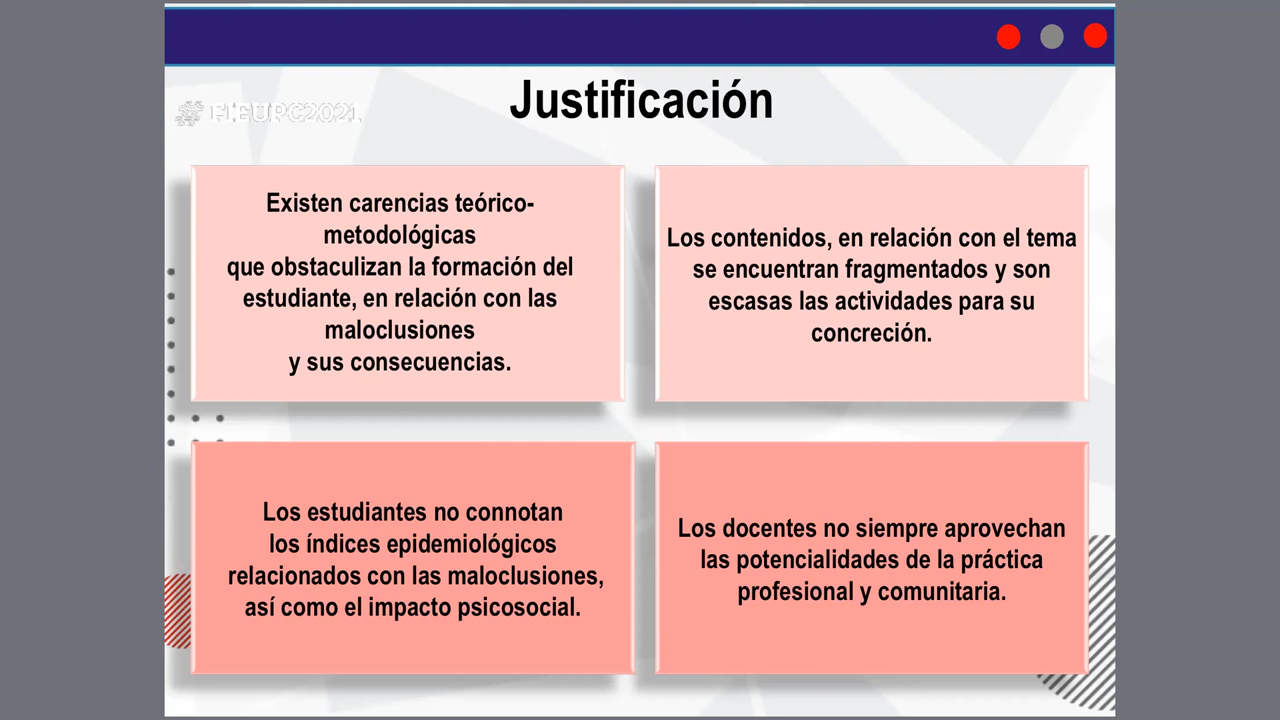 Justificación
#FIEUPC2021
Existen carencias teórico-
metodológicas
que obstaculizan la formación del
estudiante, en relación con las
maloclusiones
y sus consecuencias.
Los contenidos, en relación con el tema
se encuentran fragmentados y son
escasas las actividades para su
concreción.
Los estudiantes no connotan
los índices epidemiológicos
relacionados con las maloclusiones,
así como el impacto psicosocial.
Los docentes no siempre aprovechan
las potencialidades de la práctica
profesional y comunitaria.